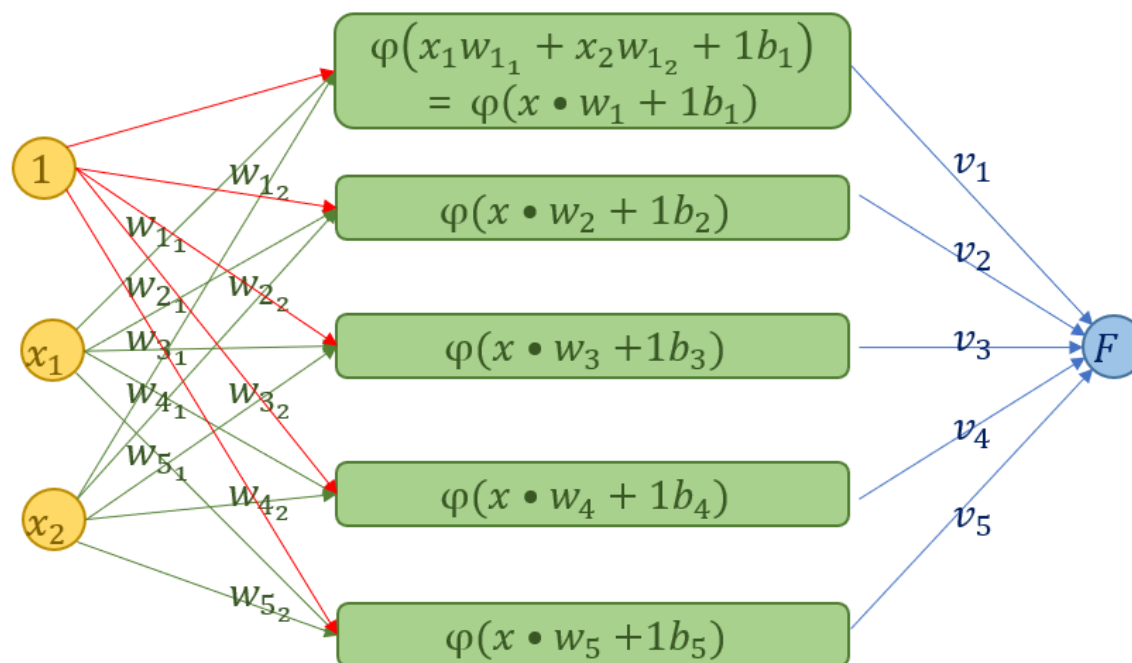 φ(x₁w₁₁ + x₂w₁₂ + 1b₁)
= φ(x • w₁ + 1b₁)
1
w₁₂
φ(x • w₂ + 1b₂)
v₁
w₁₁
v₂
w₂₁
w₂₂
x₁
w₃₁
φ(x • w₃ +1b₃)
v₃
F
w₄₁
w₃₂
v₄
w₅₁
x₂
w₄₂
φ(x • w₄ + 1b₄)
v₅
w₅₂
φ(x • w₅ +1b₅)